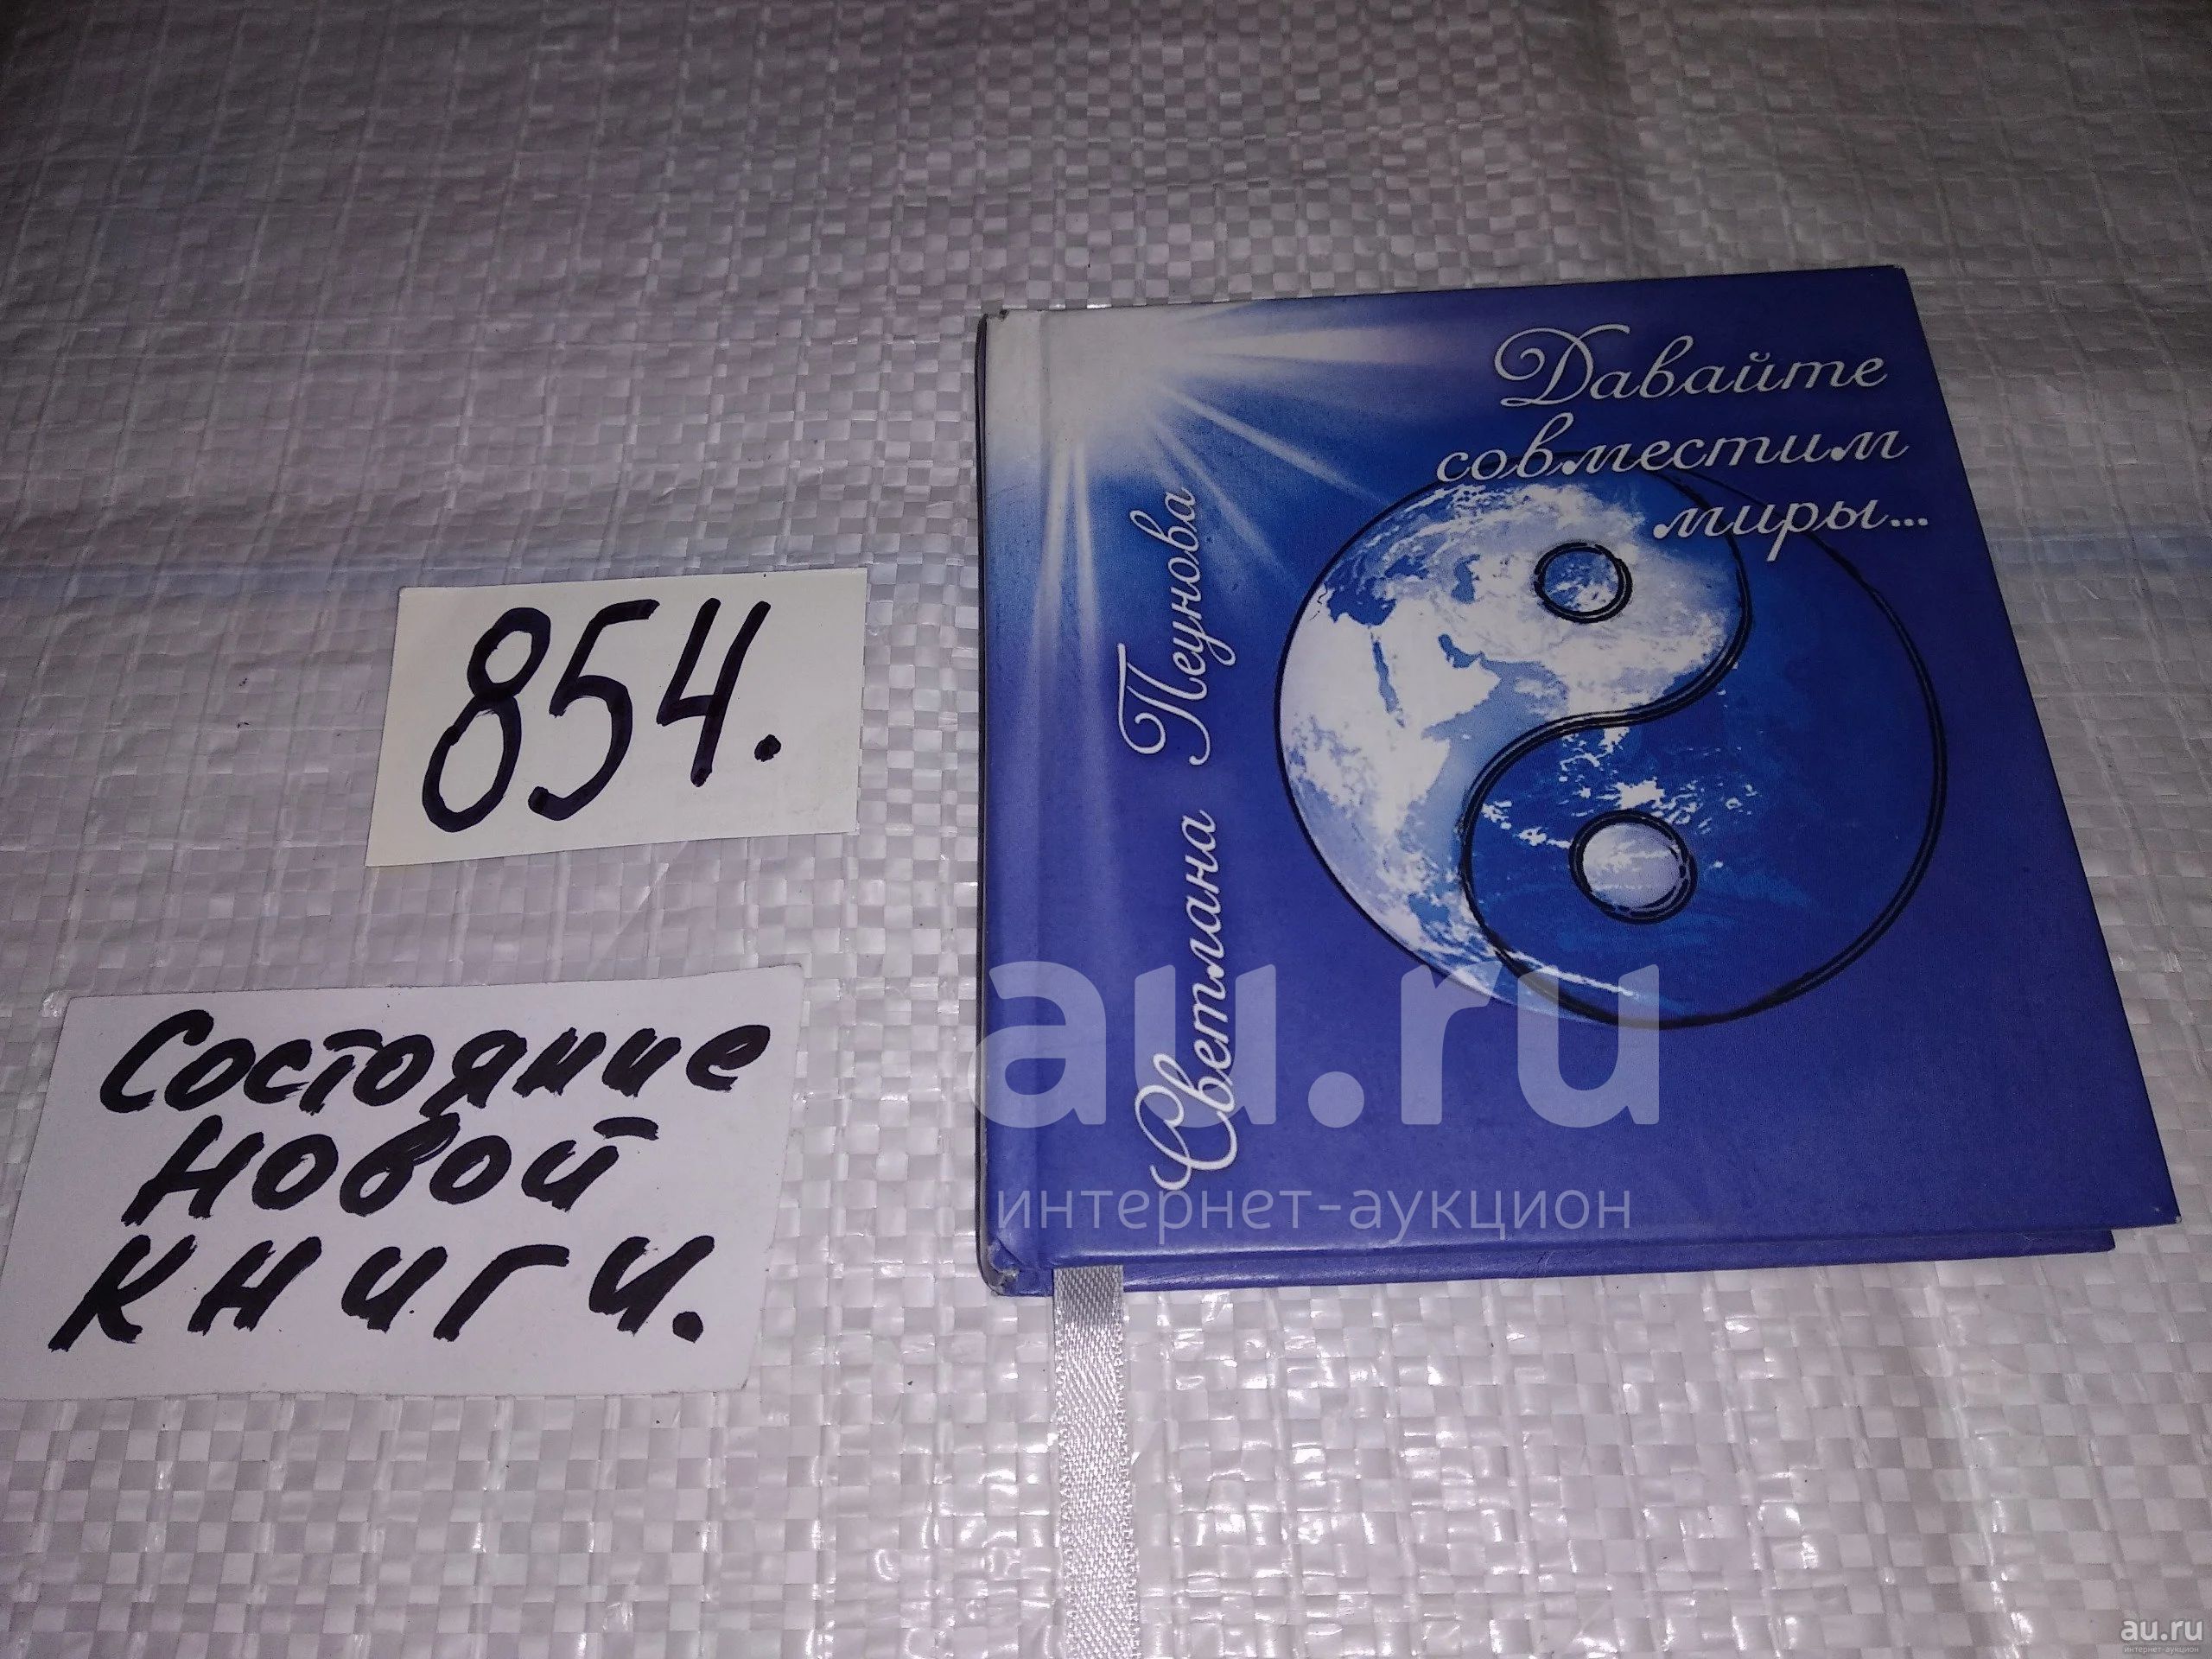 Давайте
совместим
миры...
Светлана Пеунова
854.
Состояние
новой
книги.
au.ru
интернет-аукцион
au.ru
интернет-аукцион